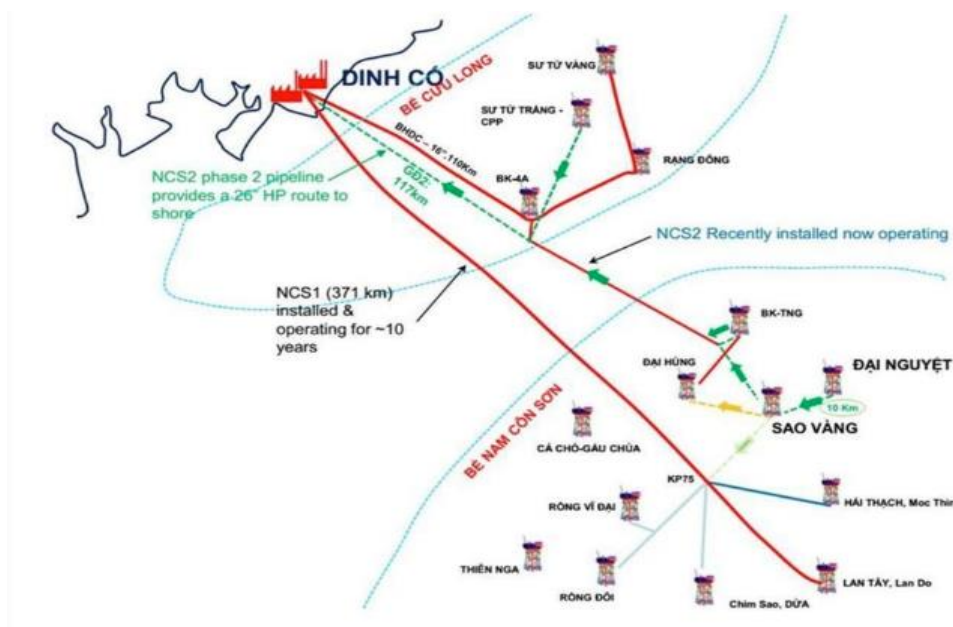 SƯ TỬ VÀNG
DINH CỐ
BỂ CỬU LONG
SƯ TỬ TRẮNG -
CPP
BHDC – 16".110Km
RẠNG ĐÔNG
NCS2 phase 2 pipeline
provides a 26" HP route to
shore
GĐ2:
117km
BK-4A
NCS2 Recently installed now operating
NCS1 (371 km)
installed &
operating for ~10
years
BK-TNG
ĐẠI HÙNG
ĐẠI NGUYỆT
10 Km
SAO VÀNG
BỂ NAM CÔN SƠN
CÁ CHÓ-GẤU CHÚA
KP75
RỒNG VĨ ĐẠI
HẢI THẠCH, Moc Tinh
THIÊN NGA
RỒNG ĐÔI
Chim Sao, DỪA
LAN TÂY, Lan Do